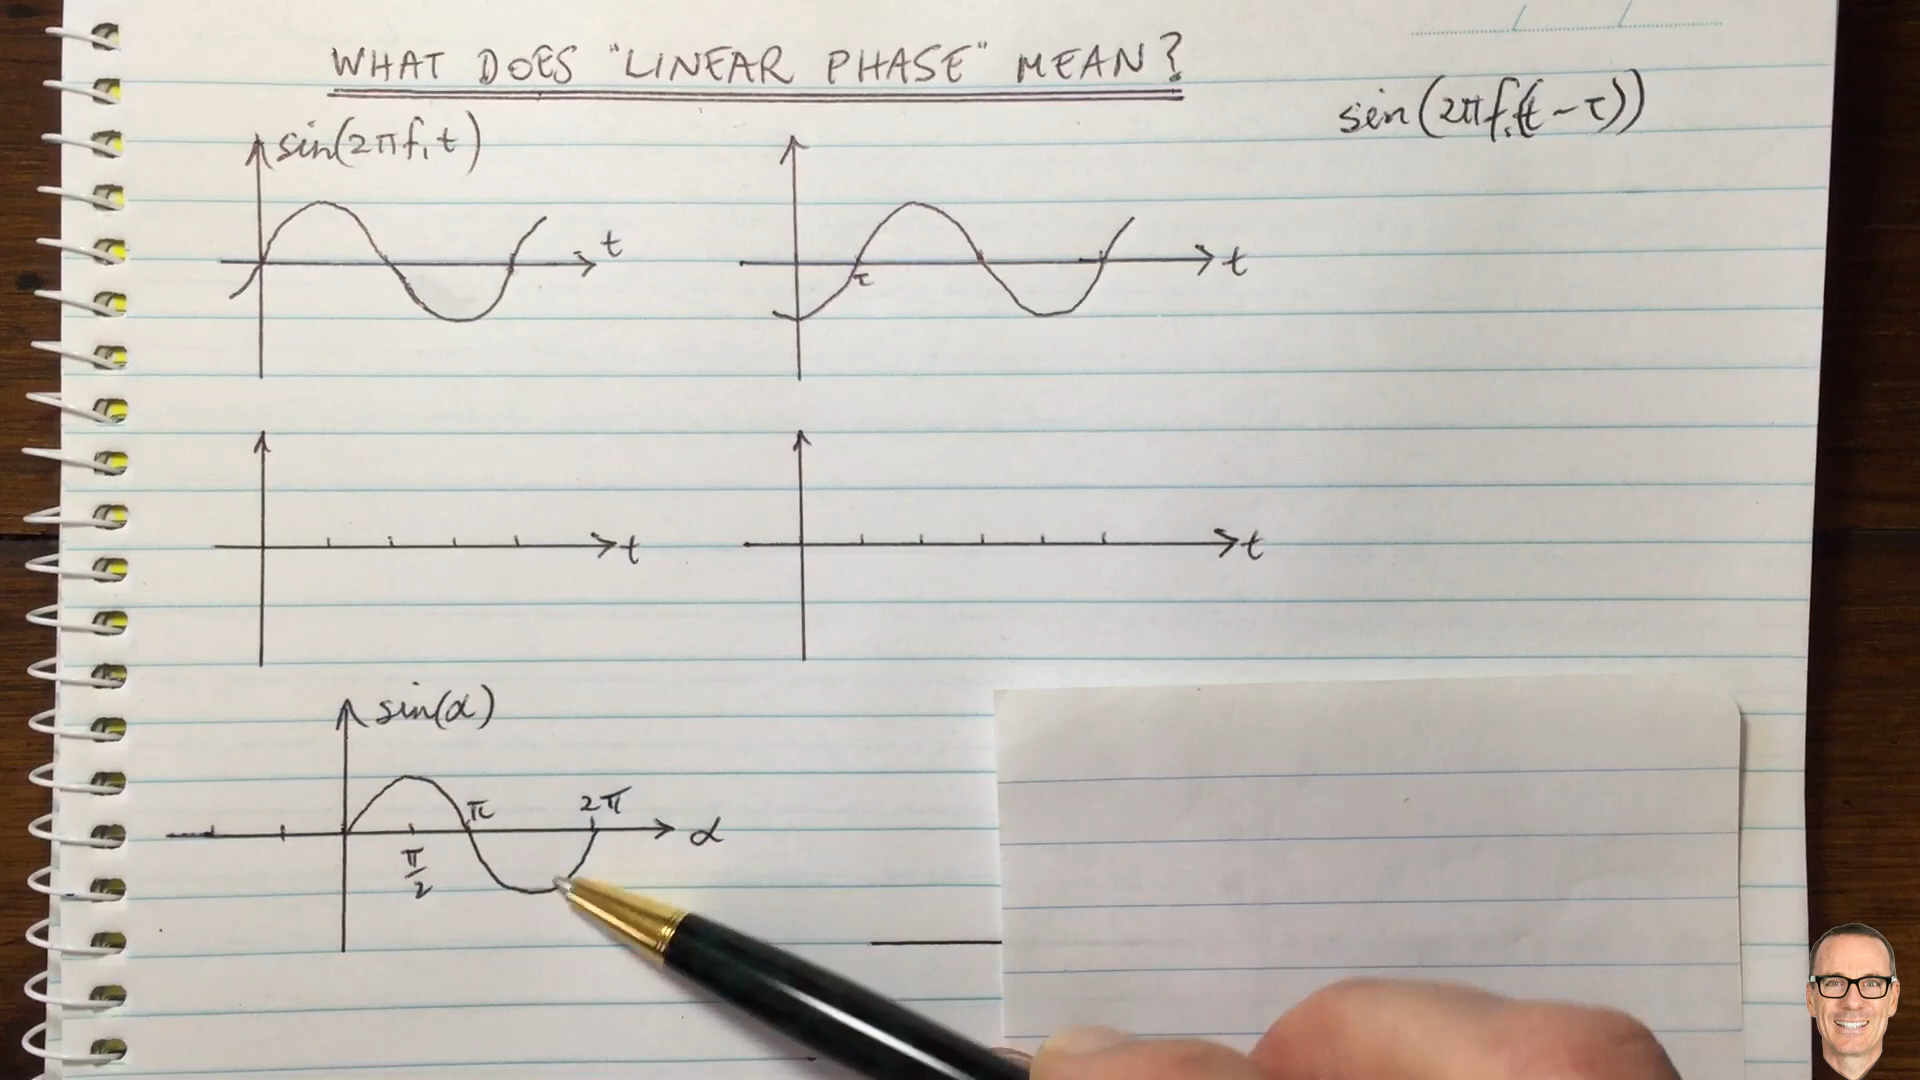 WHAT DOES "LINEAR PHASE" MEAN?
sin(2πf₁(t-τ))
sin(2πf₁t)
t
τ
t
t
t
sin(α)
π
2π
α
π/2